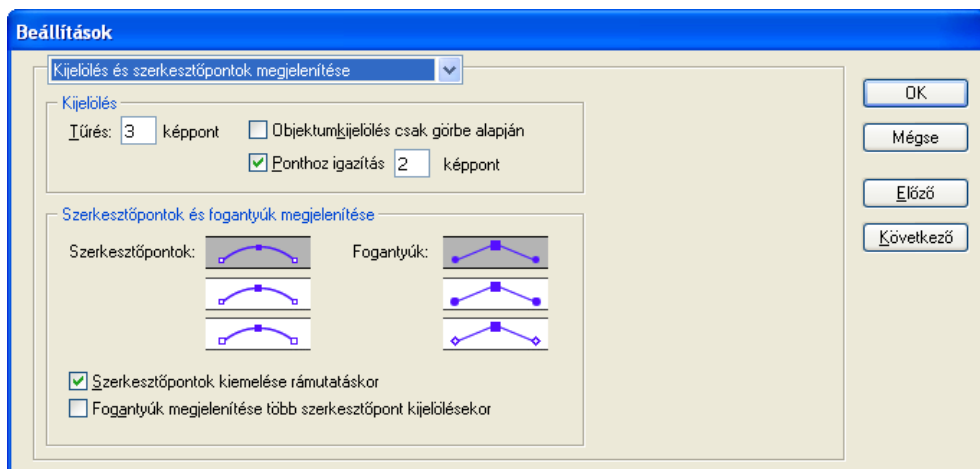 Beállítások
Kijelölés és szerkesztőpontok megjelenítése
Kijelölés
Tűrés: 3 képpont
Objektumkijelölés csak görbe alapján
Ponthoz igazítás 2 képpont
Szerkesztőpontok és fogantyúk megjelenítése
Szerkesztőpontok:
Fogantyúk:
Szerkesztőpontok kiemelése rámutatáskor
Fogantyúk megjelenítése több szerkesztőpont kijelölésekor
OK
Mégse
Előző
Következő